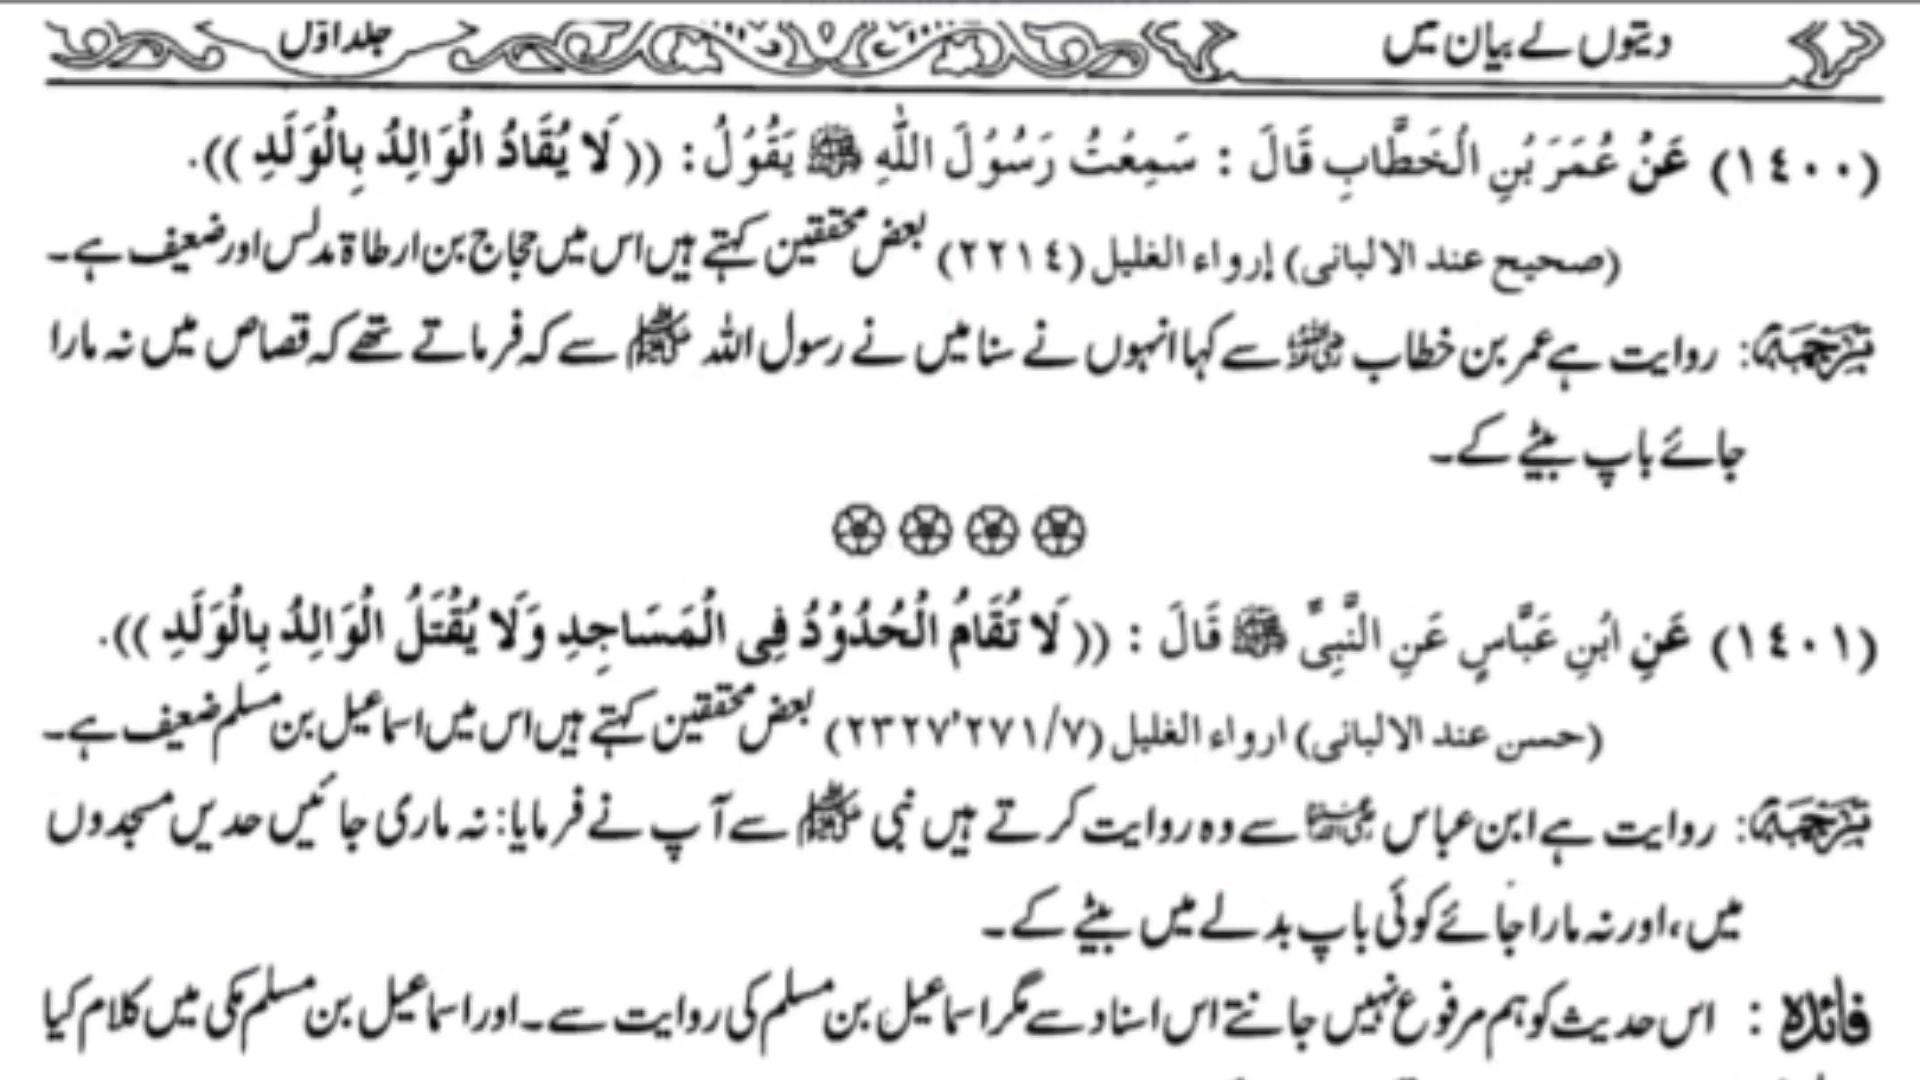 دیتوں کے بیان میں
جلد اوّل
(١٤٠٠) عَنْ عُمَرَ بْنِ الْخَطَّابِ قَالَ : سَمِعْتُ رَسُوْلَ اللّٰهِ ﷺ يَقُوْلُ: (( لَا يُقَادُ الْوَالِدُ بِالْوَلَدِ )).
(صحیح عند الالبانی) إرواء الغلیل (٢٢١٤) بعض محققین کہتے ہیں اس میں حجاج بن ارطاۃ مدلس اور ضعیف ہے۔
ترجمہ: روایت ہے عمر بن خطاب رضی اللہ عنہ سے کہا انہوں نے سنا میں نے رسول اللہ ﷺ سے کہ فرماتے تھے کہ قصاص میں نہ مارا
جائے باپ بیٹے کے۔
(١٤٠١) عَنِ ابْنِ عَبَّاسٍ عَنِ النَّبِيِّ ﷺ قَالَ : (( لَا تُقَامُ الْحُدُوْدُ فِي الْمَسَاجِدِ وَلَا يُقْتَلُ الْوَالِدُ بِالْوَلَدِ )).
(حسن عند الالبانی) ارواء الغلیل (٧/٢٧١'٢٣٢٧) بعض محققین کہتے ہیں اس میں اسماعیل بن مسلم ضعیف ہے۔
ترجمہ: روایت ہے ابن عباس رضی اللہ عنہما سے وہ روایت کرتے ہیں نبی ﷺ سے آپ نے فرمایا: نہ ماری جائیں حدیں مسجدوں
میں، اور نہ مارا جائے کوئی باپ بدلے میں بیٹے کے۔
فائدہ : اس حدیث کو ہم مرفوع نہیں جانتے اس اسناد سے مگر اسماعیل بن مسلم کی روایت سے۔ اور اسماعیل بن مسلم مکی میں کلام کیا